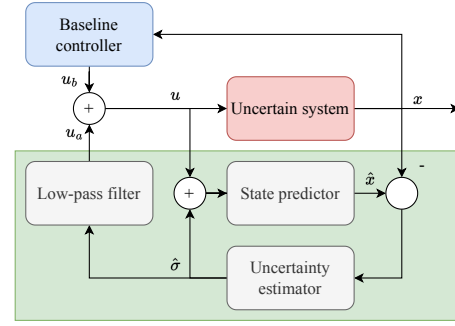 Baseline
controller
u_b
u
Uncertain system
x
+
u_a
-
Low-pass filter
+
State predictor
x̂
σ̂
Uncertainty
estimator